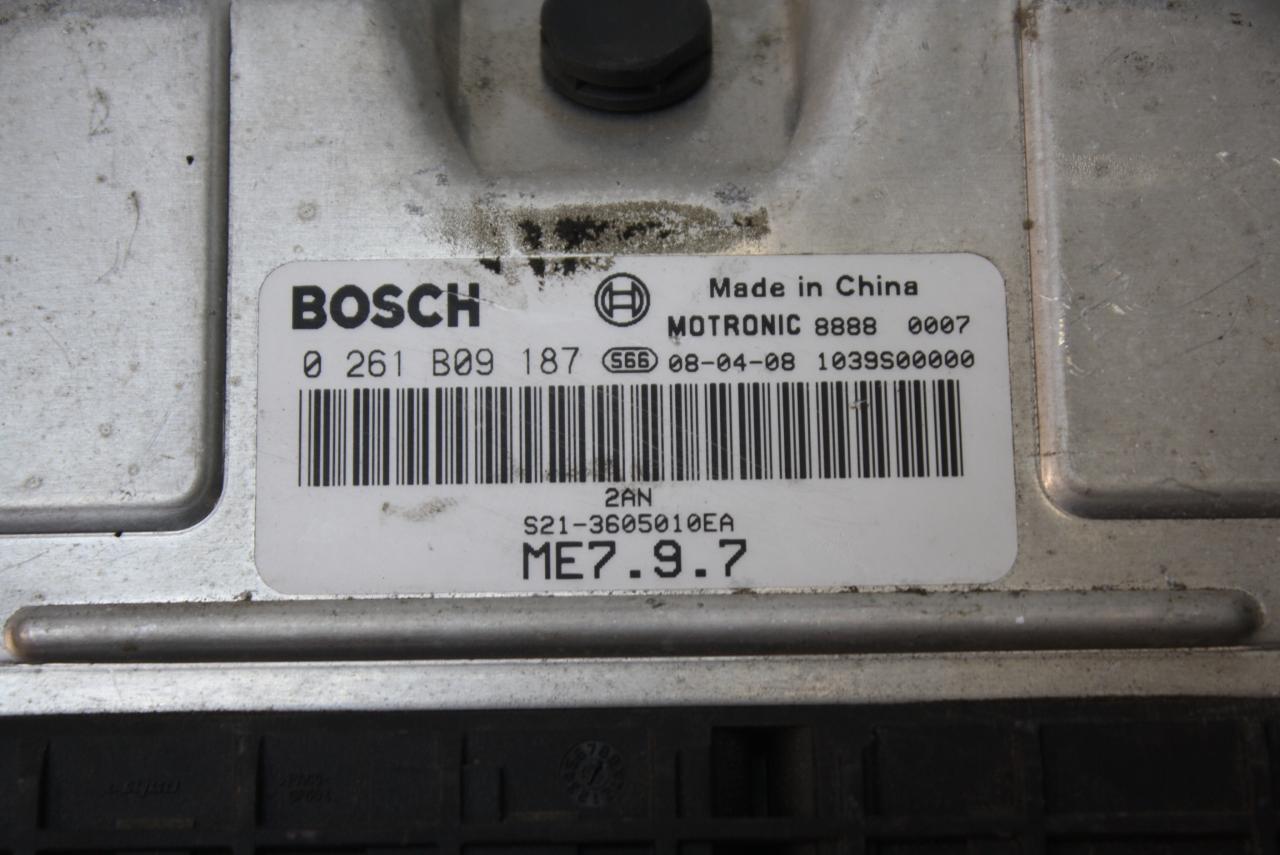 BOSCH Made in China
MOTRONIC 8888 0007
0 261 B09 187 S66 08-04-08 1039S00000
2AN
S21-3605010EA
ME7.9.7